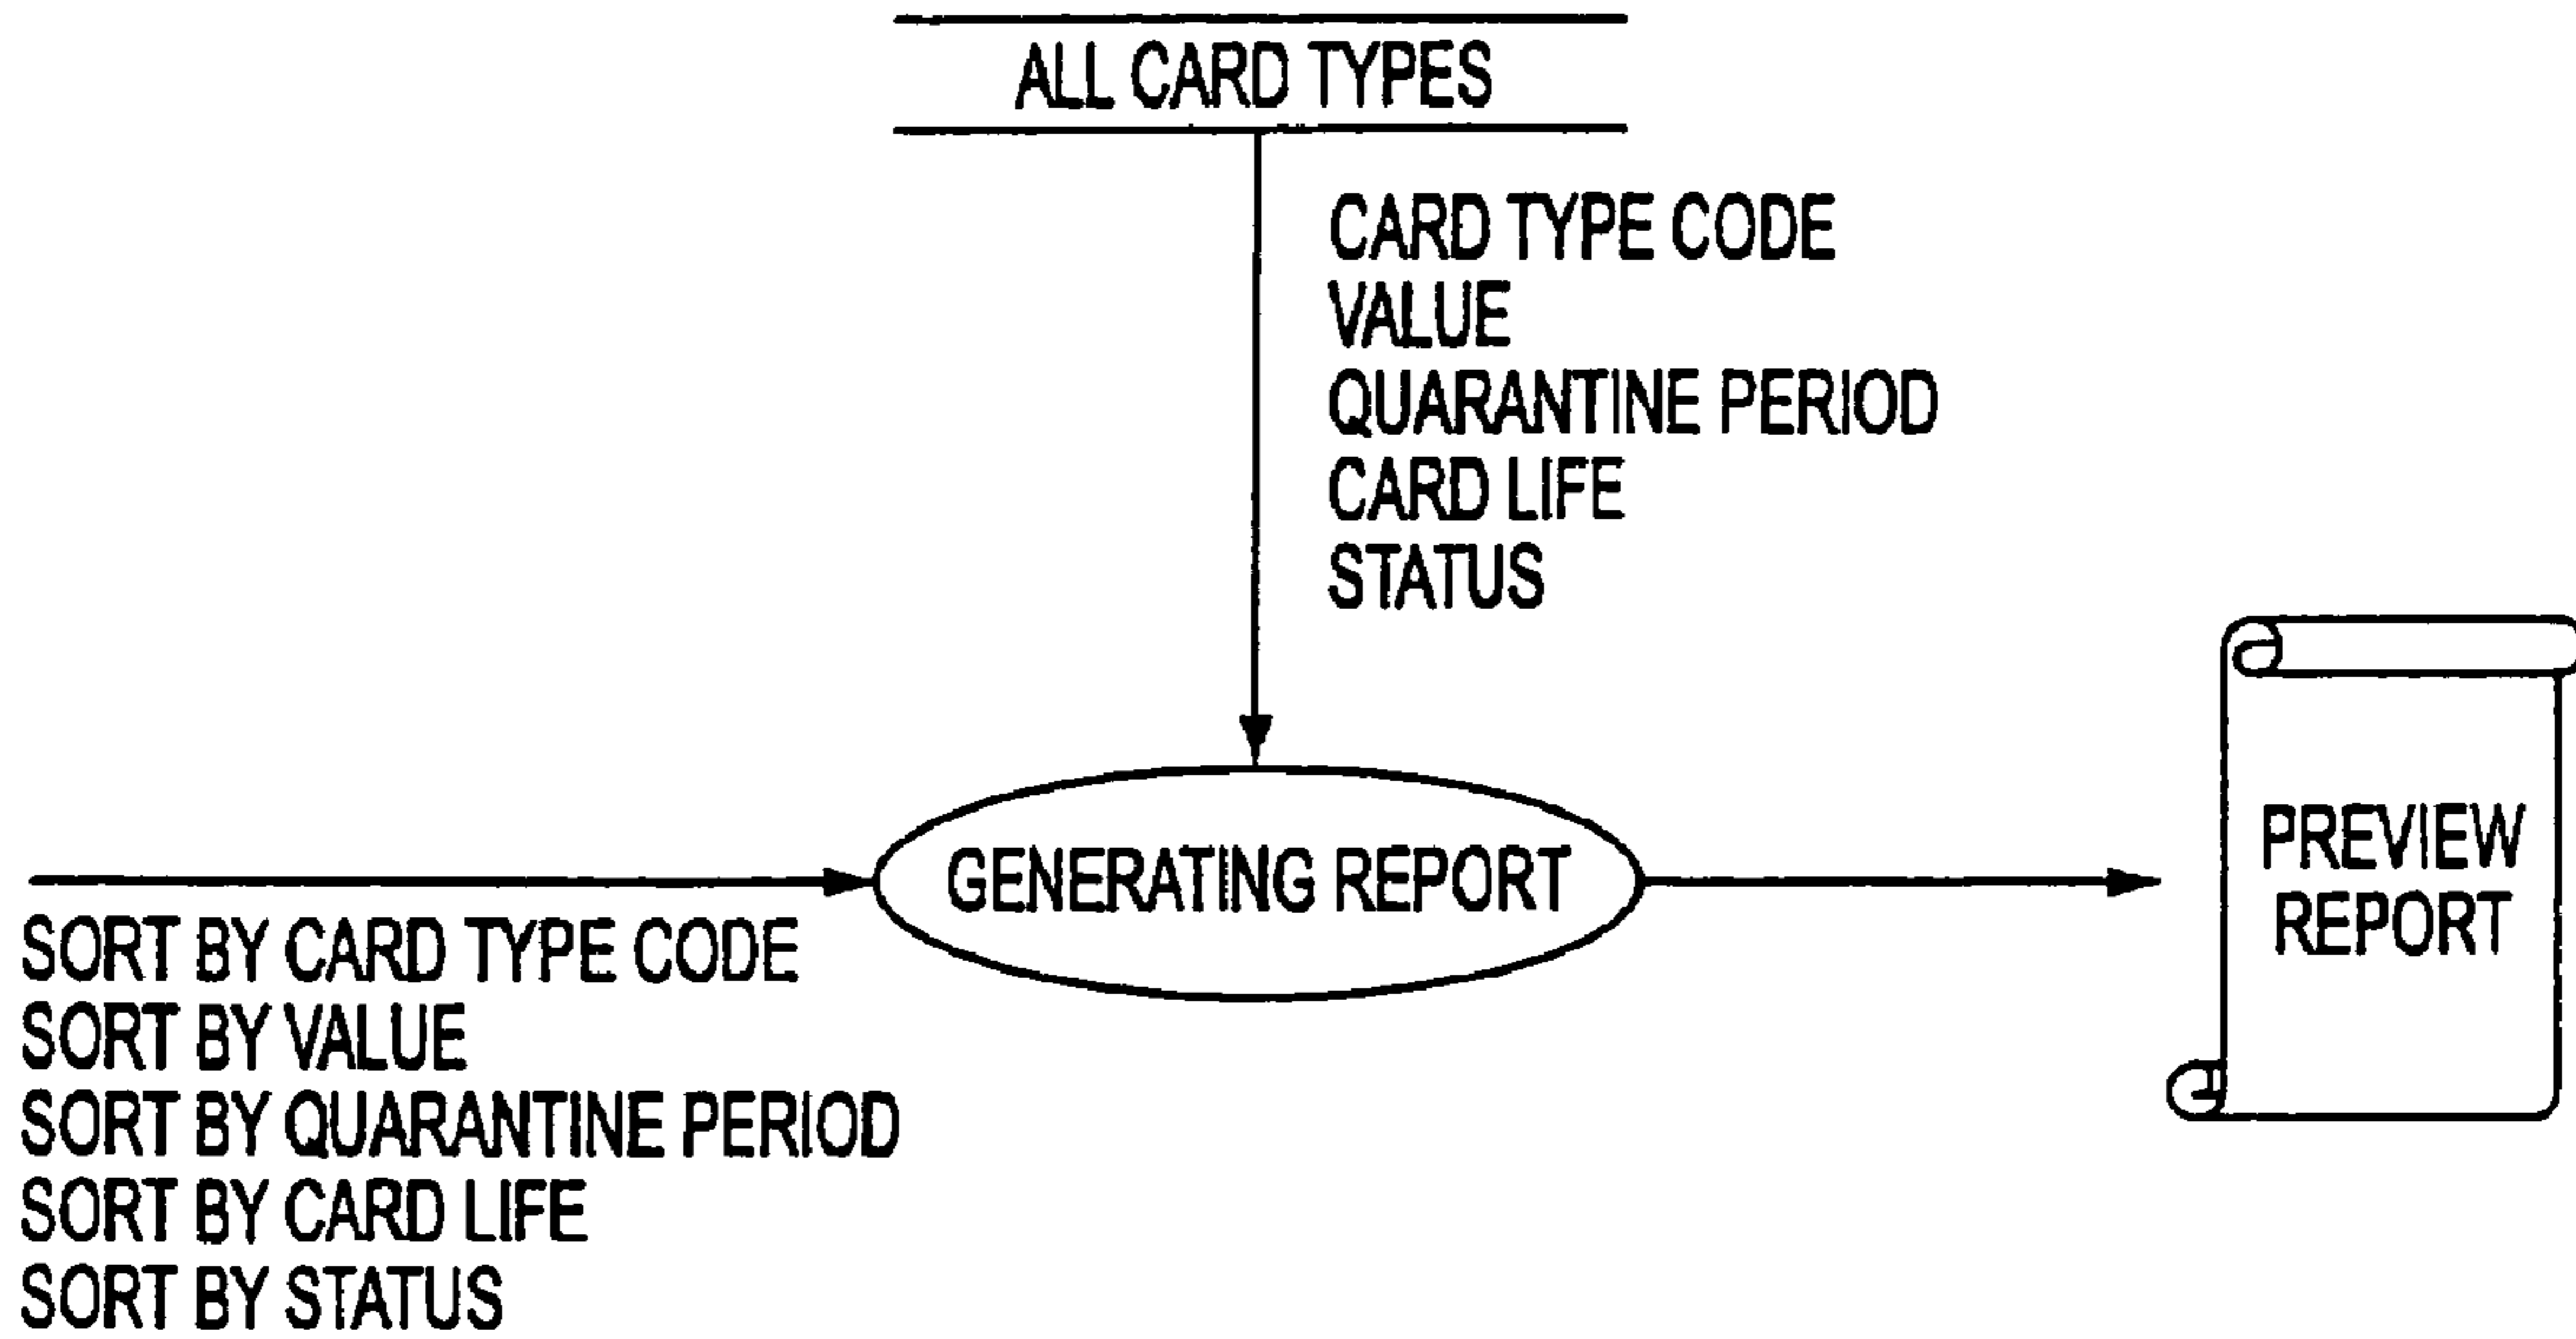 ALL CARD TYPES
CARD TYPE CODE
VALUE
QUARANTINE PERIOD
CARD LIFE
STATUS
GENERATING REPORT
PREVIEW
REPORT
SORT BY CARD TYPE CODE
SORT BY VALUE
SORT BY QUARANTINE PERIOD
SORT BY CARD LIFE
SORT BY STATUS